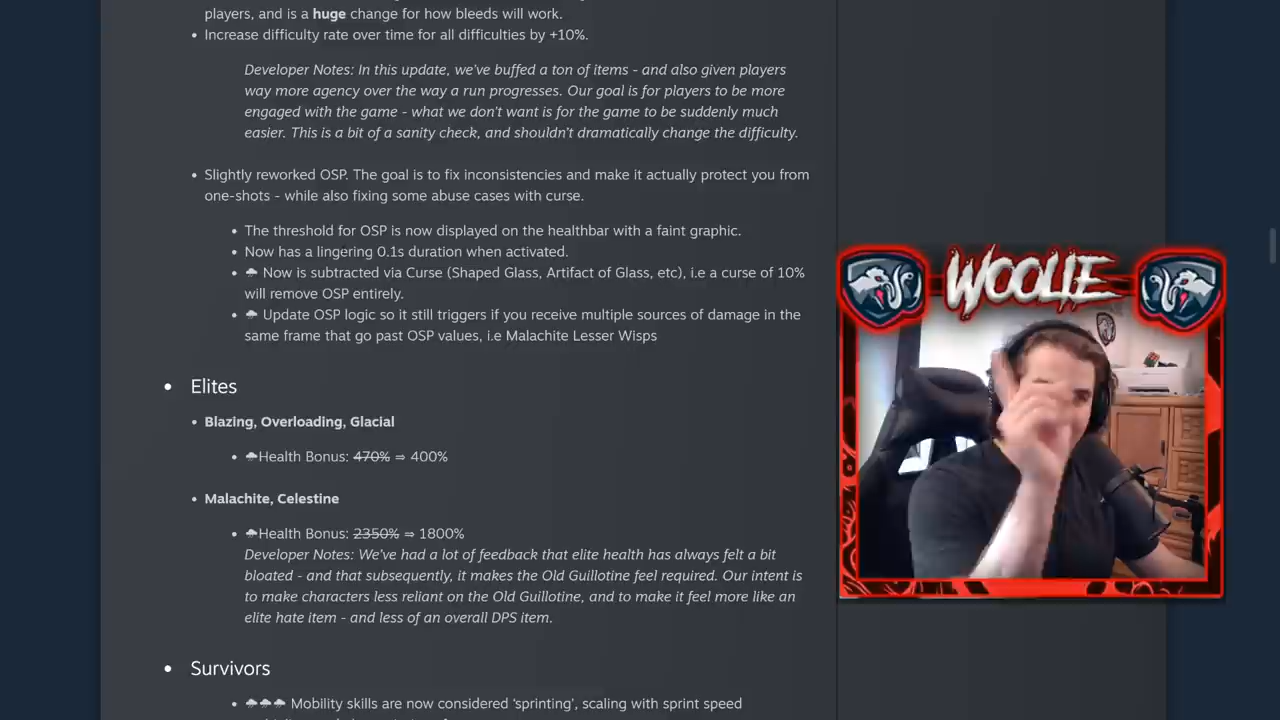 players, and is a huge change for how bleeds will work.
• Increase difficulty rate over time for all difficulties by +10%.
Developer Notes: In this update, we've buffed a ton of items - and also given players
way more agency over the way a run progresses. Our goal is for players to be more
engaged with the game - what we don't want is for the game to be suddenly much
easier. This is a bit of a sanity check, and shouldn't dramatically change the difficulty.
• Slightly reworked OSP. The goal is to fix inconsistencies and make it actually protect you from
one-shots - while also fixing some abuse cases with curse.
• The threshold for OSP is now displayed on the healthbar with a faint graphic.
• Now has a lingering 0.1s duration when activated.
• 🌧 Now is subtracted via Curse (Shaped Glass, Artifact of Glass, etc), i.e a curse of 10%
will remove OSP entirely.
• 🌧 Update OSP logic so it still triggers if you receive multiple sources of damage in the
same frame that go past OSP values, i.e Malachite Lesser Wisps
WOOLIE
• Elites
• Blazing, Overloading, Glacial
• 🌧Health Bonus: 470% ⇒ 400%
• Malachite, Celestine
• 🌧Health Bonus: 2350% ⇒ 1800%
Developer Notes: We've had a lot of feedback that elite health has always felt a bit
bloated - and that subsequently, it makes the Old Guillotine feel required. Our intent is
to make characters less reliant on the Old Guillotine, and to make it feel more like an
elite hate item - and less of an overall DPS item.
• Survivors
• 🌧🌧🌧 Mobility skills are now considered 'sprinting', scaling with sprint speed